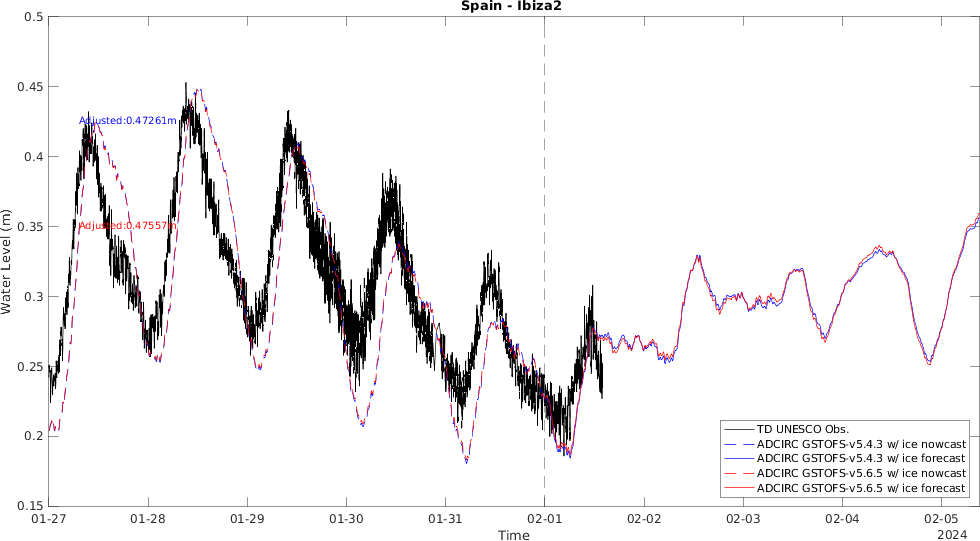 Spain - Ibiza2
0.5
0.45
0.4
0.35
0.3
0.25
0.2
0.15
Water Level (m)
Adjusted:0.47261m
Adjusted:0.47557m
TD UNESCO Obs.
ADCIRC GSTOFS-v5.4.3 w/ ice nowcast
ADCIRC GSTOFS-v5.4.3 w/ ice forecast
ADCIRC GSTOFS-v5.6.5 w/ ice nowcast
ADCIRC GSTOFS-v5.6.5 w/ ice forecast
01-27 01-28 01-29 01-30 01-31 02-01 02-02 02-03 02-04 02-05
Time
2024